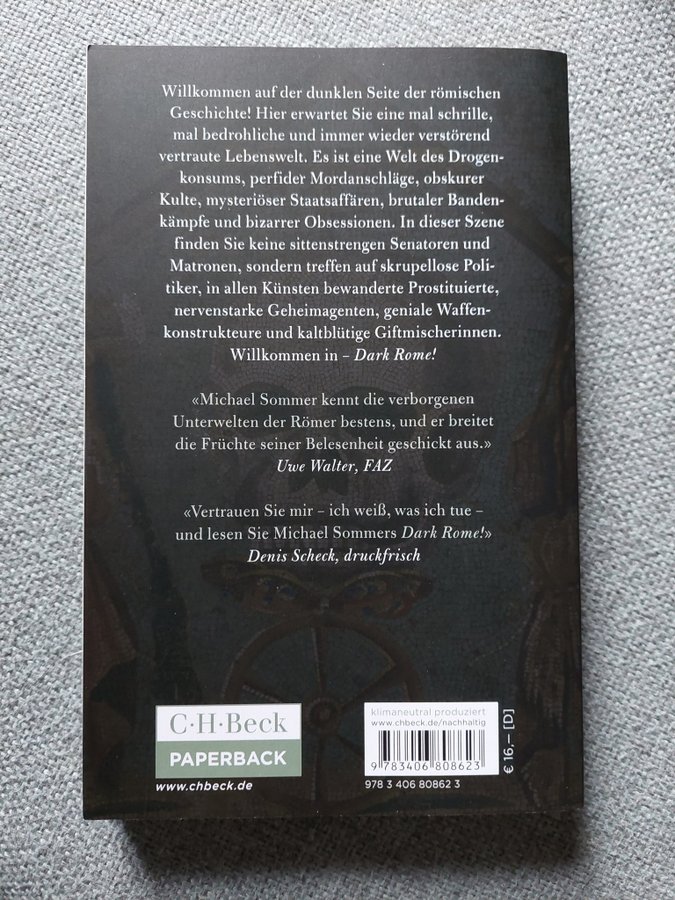 Willkommen auf der dunklen Seite der römischen
Geschichte! Hier erwartet Sie eine mal schrille,
mal bedrohliche und immer wieder verstörend
vertraute Lebenswelt. Es ist eine Welt des Drogen-
konsums, perfider Mordanschläge, obskurer
Kulte, mysteriöser Staatsaffären, brutaler Banden-
kämpfe und bizarrer Obsessionen. In dieser Szene
finden Sie keine sittenstrengen Senatoren und
Matronen, sondern treffen auf skrupellose Poli-
tiker, in allen Künsten bewanderte Prostituierte,
nervenstarke Geheimagenten, geniale Waffen-
konstrukteure und kaltblütige Giftmischerinnen.
Willkommen in – Dark Rome!
«Michael Sommer kennt die verborgenen
Unterwelten der Römer bestens, und er breitet
die Früchte seiner Belesenheit geschickt aus.»
Uwe Walter, FAZ
«Vertrauen Sie mir – ich weiß, was ich tue –
und lesen Sie Michael Sommers Dark Rome!»
Denis Scheck, druckfrisch
C·H·Beck
PAPERBACK
www.chbeck.de
klimaneutral produziert
www.chbeck.de/nachhaltig
9 783406 808623
978 3 406 80862 3
€ 16,– [D]